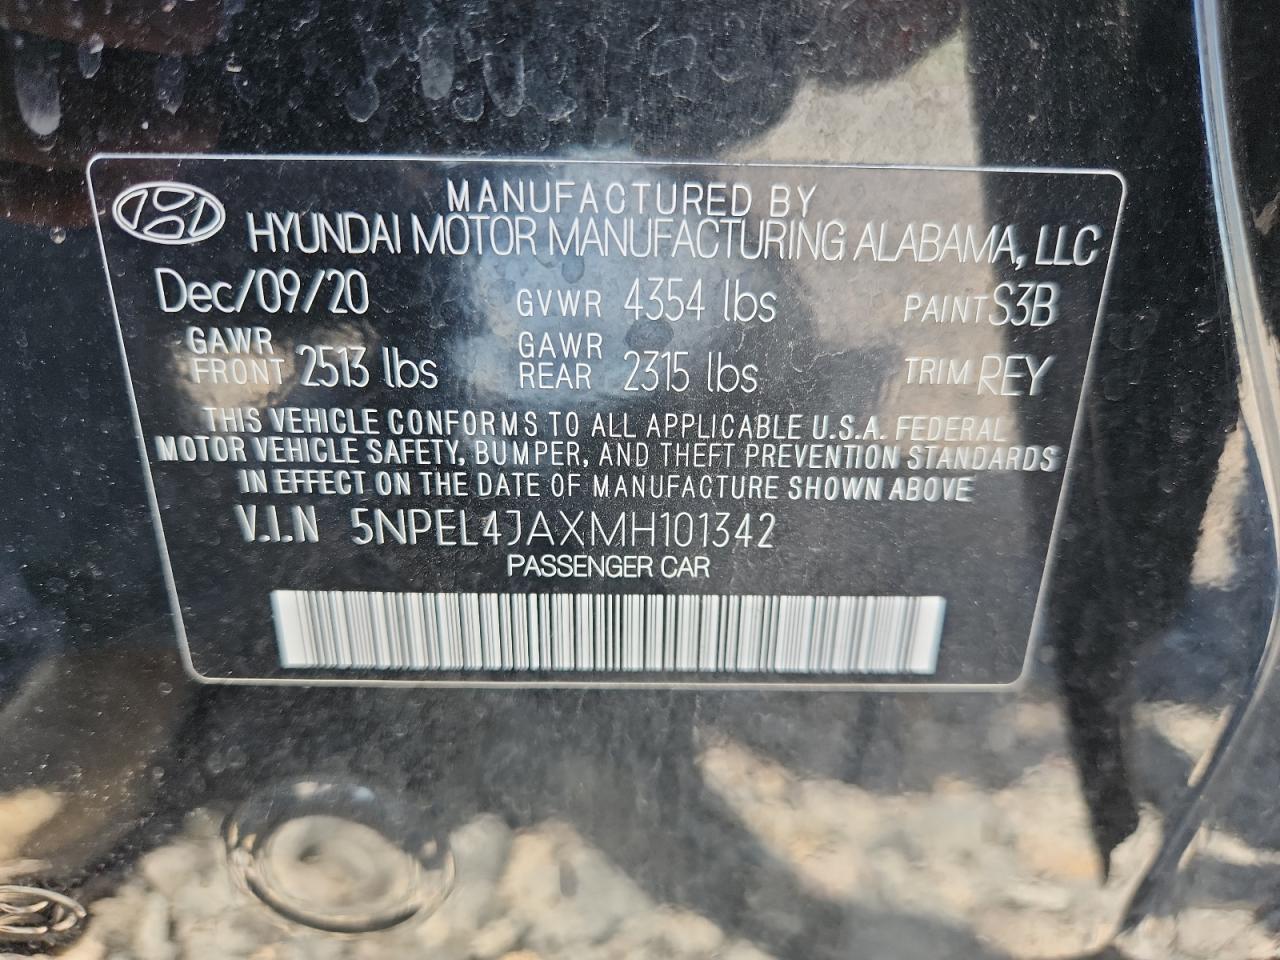 MANUFACTURED BY
HYUNDAI MOTOR MANUFACTURING ALABAMA, LLC
Dec/09/20 GVWR 4354 lbs PAINT S3B
GAWR FRONT 2513 lbs GAWR REAR 2315 lbs TRIM REY
THIS VEHICLE CONFORMS TO ALL APPLICABLE U.S.A. FEDERAL
MOTOR VEHICLE SAFETY, BUMPER, AND THEFT PREVENTION STANDARDS
IN EFFECT ON THE DATE OF MANUFACTURE SHOWN ABOVE
V.I.N 5NPEL4JAXMH101342
PASSENGER CAR